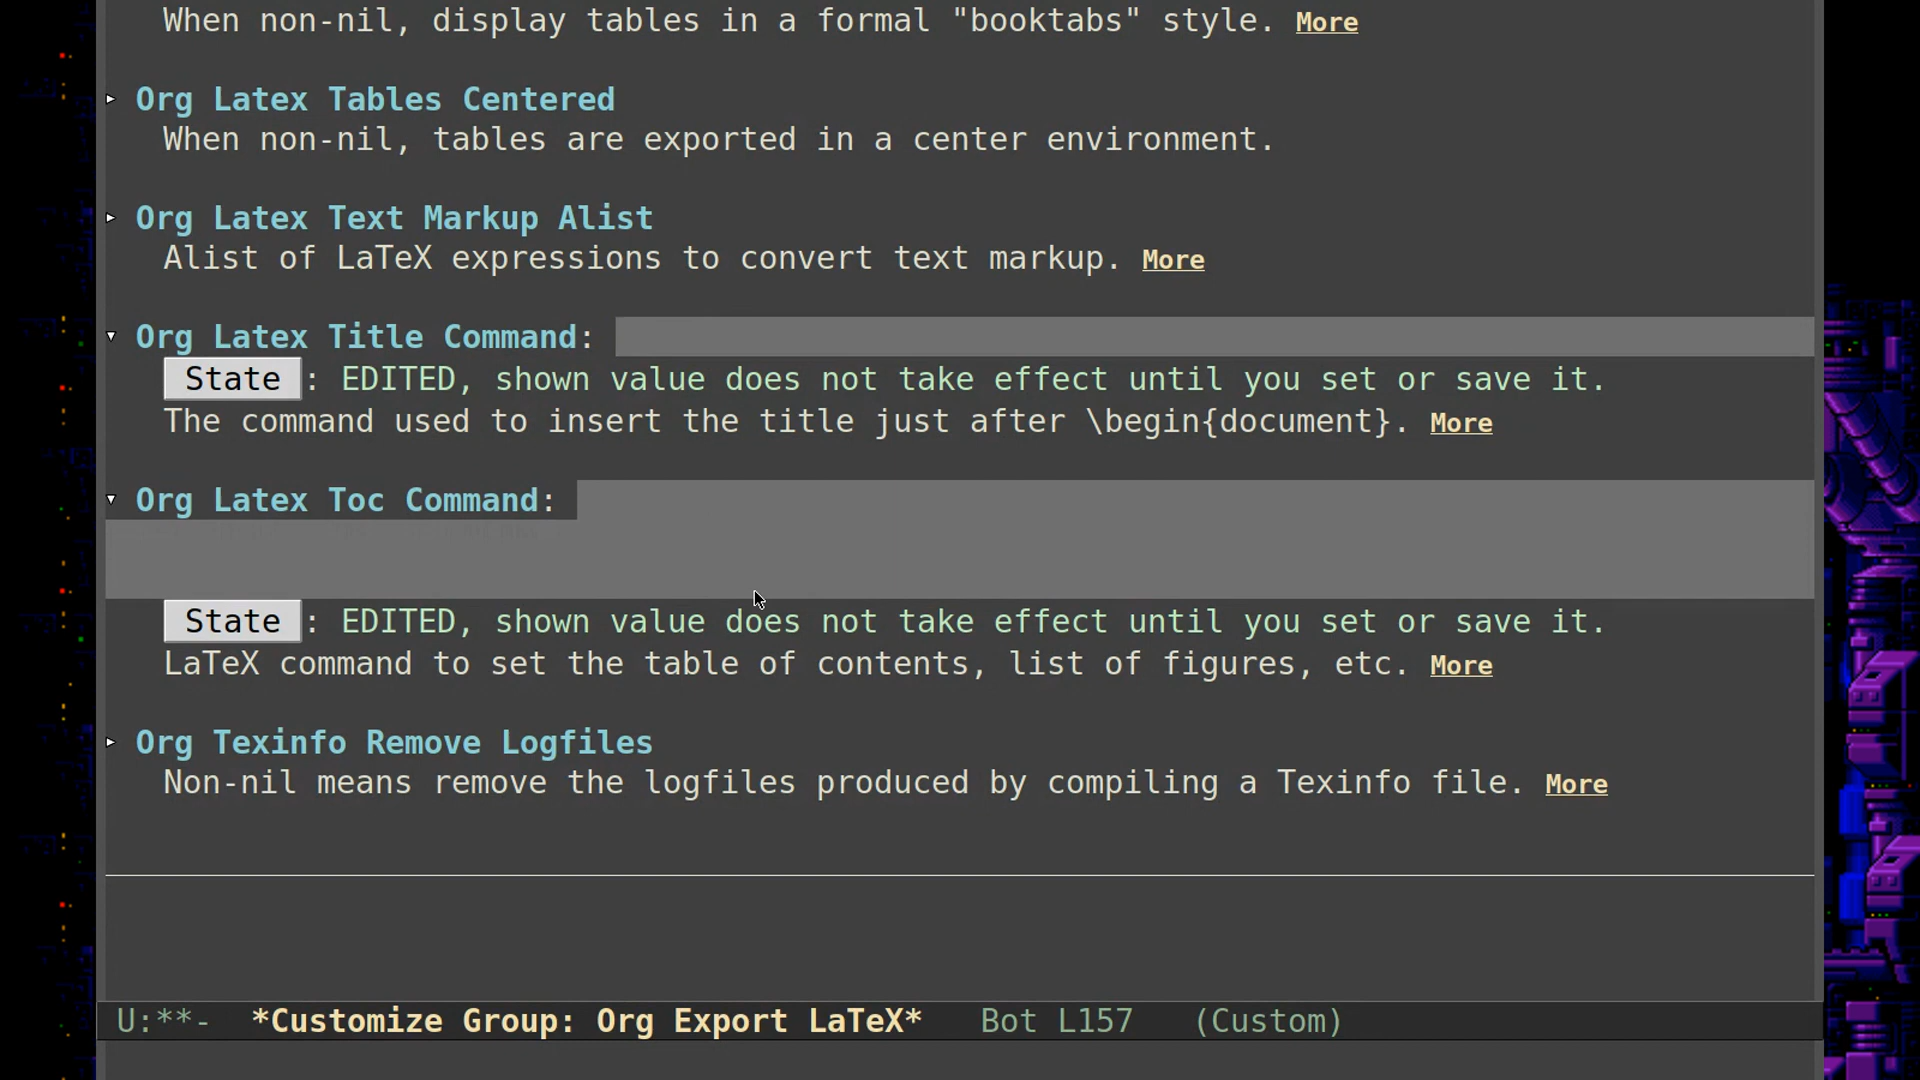 When non-nil, display tables in a formal "booktabs" style. More
Org Latex Tables Centered
When non-nil, tables are exported in a center environment.
Org Latex Text Markup Alist
Alist of LaTeX expressions to convert text markup. More
Org Latex Title Command:
State : EDITED, shown value does not take effect until you set or save it.
The command used to insert the title just after \begin{document}. More
Org Latex Toc Command:
State : EDITED, shown value does not take effect until you set or save it.
LaTeX command to set the table of contents, list of figures, etc. More
Org Texinfo Remove Logfiles
Non-nil means remove the logfiles produced by compiling a Texinfo file. More
U:**- *Customize Group: Org Export LaTeX* Bot L157 (Custom)